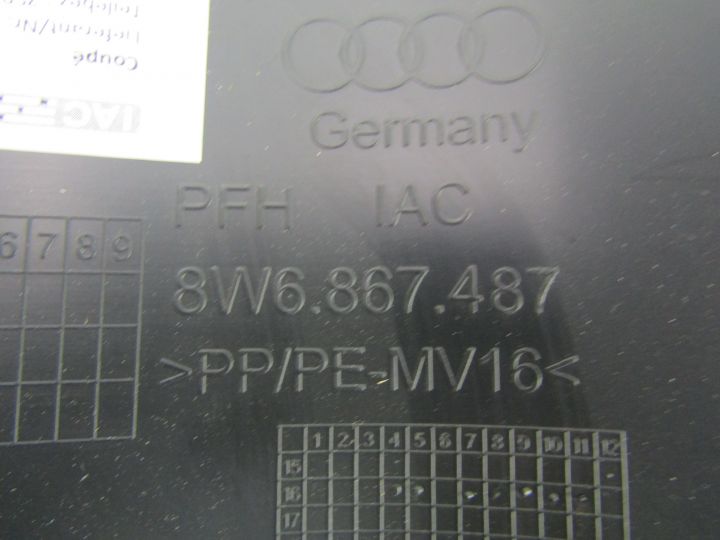 Coupé
IAC
Germany
PFH IAC
6 7 8 9
8W6.867.487
>PP/PE-MV16<
1 2 3 4 5 6 7 8 9 10 11 12
15
16
17